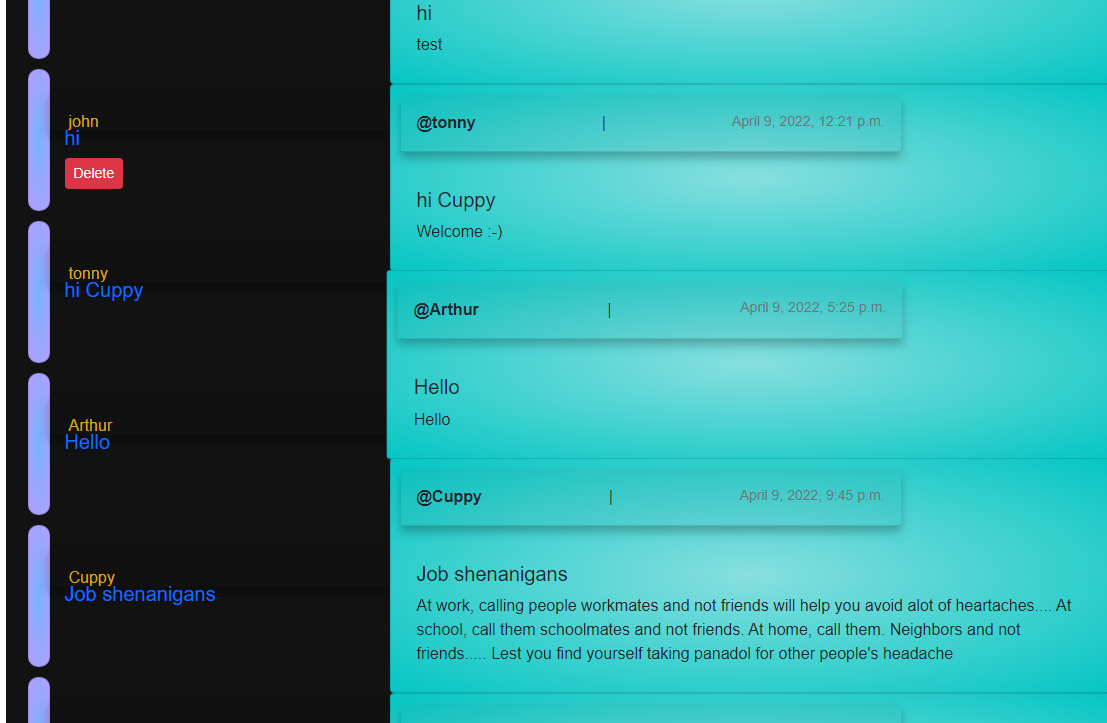 john
hi
Delete
tonny
hi Cuppy
Arthur
Hello
Cuppy
Job shenanigans
hi
test
@tonny | April 9, 2022, 12:21 p.m.
hi Cuppy
Welcome :-)
@Arthur | April 9, 2022, 5:25 p.m.
Hello
Hello
@Cuppy | April 9, 2022, 9:45 p.m.
Job shenanigans
At work, calling people workmates and not friends will help you avoid alot of heartaches.... At
school, call them schoolmates and not friends. At home, call them. Neighbors and not
friends..... Lest you find yourself taking panadol for other people's headache